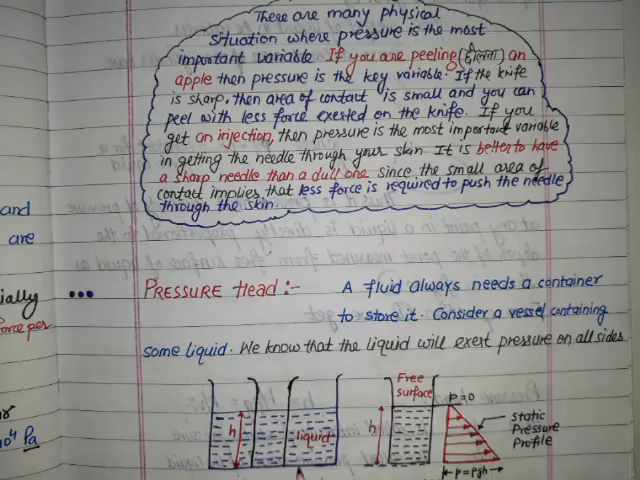 There are many physical
situation where pressure is the most
important variable If you are peeling (छीलना) an
apple then pressure is the key variable. If the knife
is sharp, then area of contact is small and you can
peel with less force exerted on the knife. If you
get an injection, then pressure is the most important variable
in getting the needle through your skin. It is better to have
a sharp needle than a dull one since the small area of
contact implies that less force is required to push the needle
through the skin.
and
are
ially
force per
10⁴ Pa
PRESSURE Head :- A fluid always needs a container
to store it. Consider a vessel containing
some liquid. We know that the liquid will exert pressure on all sides
h
liquid
Free
surface
h
P=0
Static
Pressure
Profile
P=ρgh